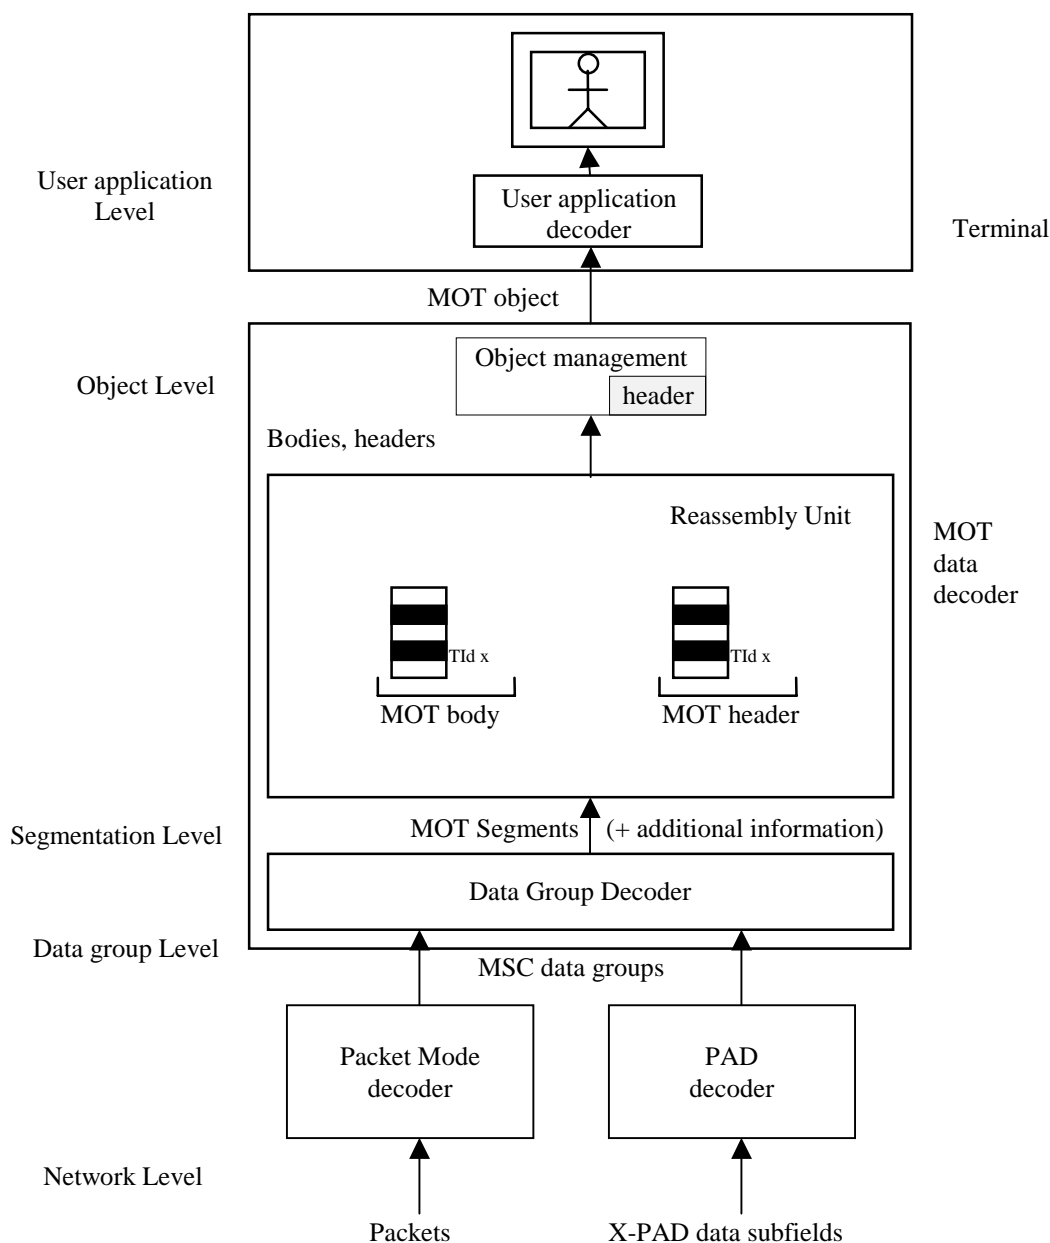 User application
Level
User application
decoder
Terminal
MOT object
Object management
header
Object Level
Bodies, headers
Reassembly Unit
MOT
data
decoder
TId x
TId x
MOT body
MOT header
MOT Segments (+ additional information)
Segmentation Level
Data Group Decoder
Data group Level
MSC data groups
Packet Mode
decoder
PAD
decoder
Network Level
Packets
X-PAD data subfields